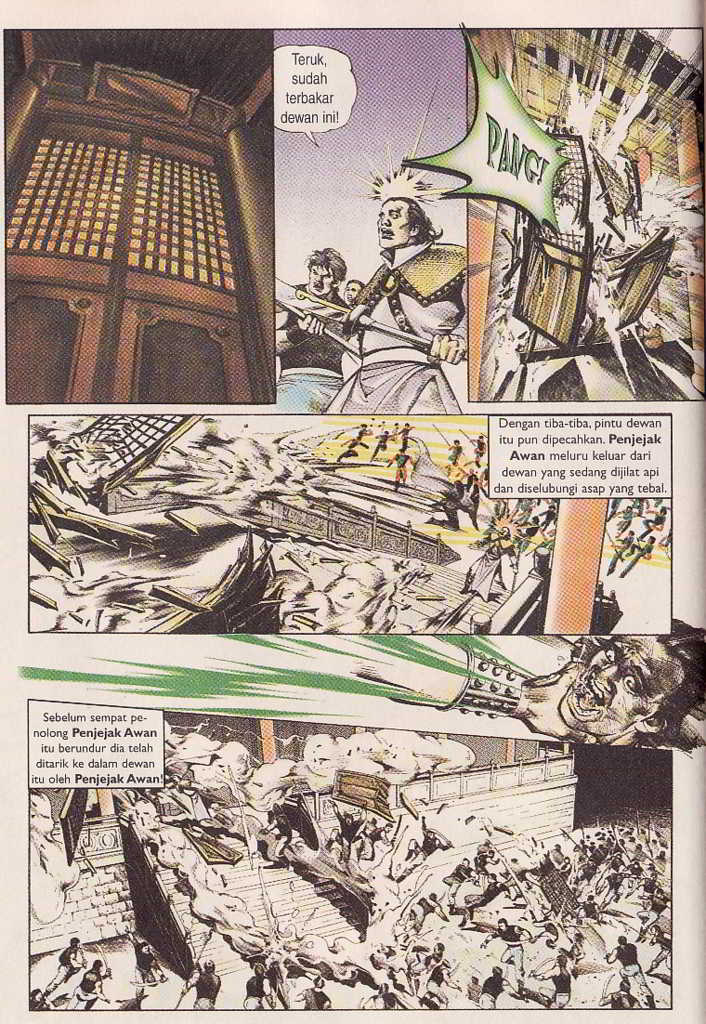 Teruk,
sudah
terbakar
dewan ini!
PANG!
Dengan tiba-tiba, pintu dewan
itu pun dipecahkan. Penjejak
Awan meluru keluar dari
dewan yang sedang dijilat api
dan diselubungi asap yang tebal.
Sebelum sempat pe-
nolong Penjejak Awan
itu berundur dia telah
ditarik ke dalam dewan
itu oleh Penjejak Awan!